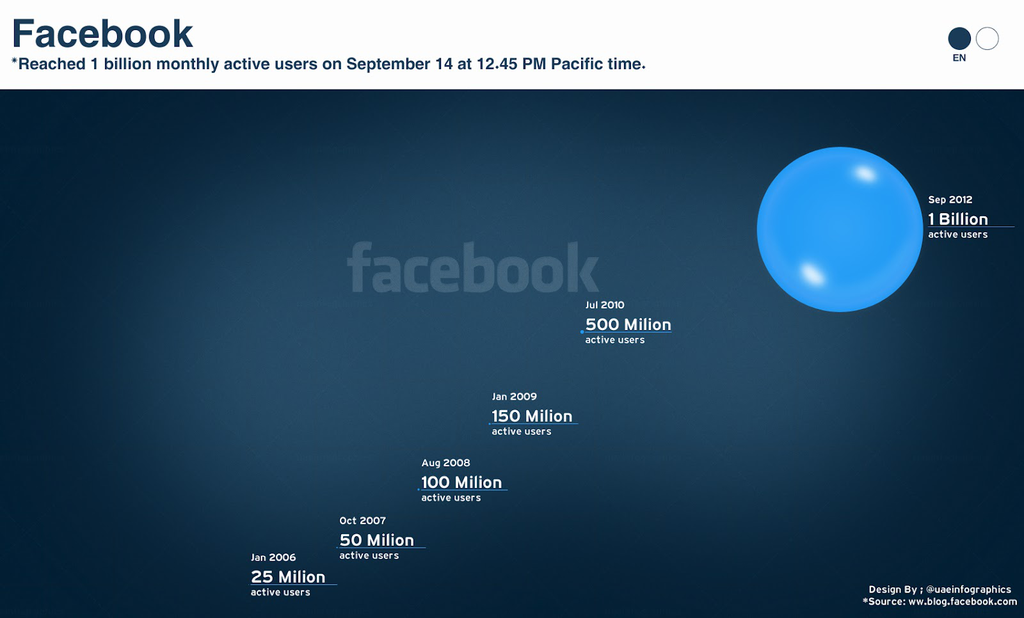 Facebook
*Reached 1 billion monthly active users on September 14 at 12.45 PM Pacific time.
EN
Sep 2012
1 Billion
active users
facebook
Jul 2010
500 Milion
active users
Jan 2009
150 Milion
active users
Aug 2008
100 Milion
active users
Oct 2007
50 Milion
active users
Jan 2006
25 Milion
active users
Design By ; @uaeinfographics
*Source: ww.blog.facebook.com